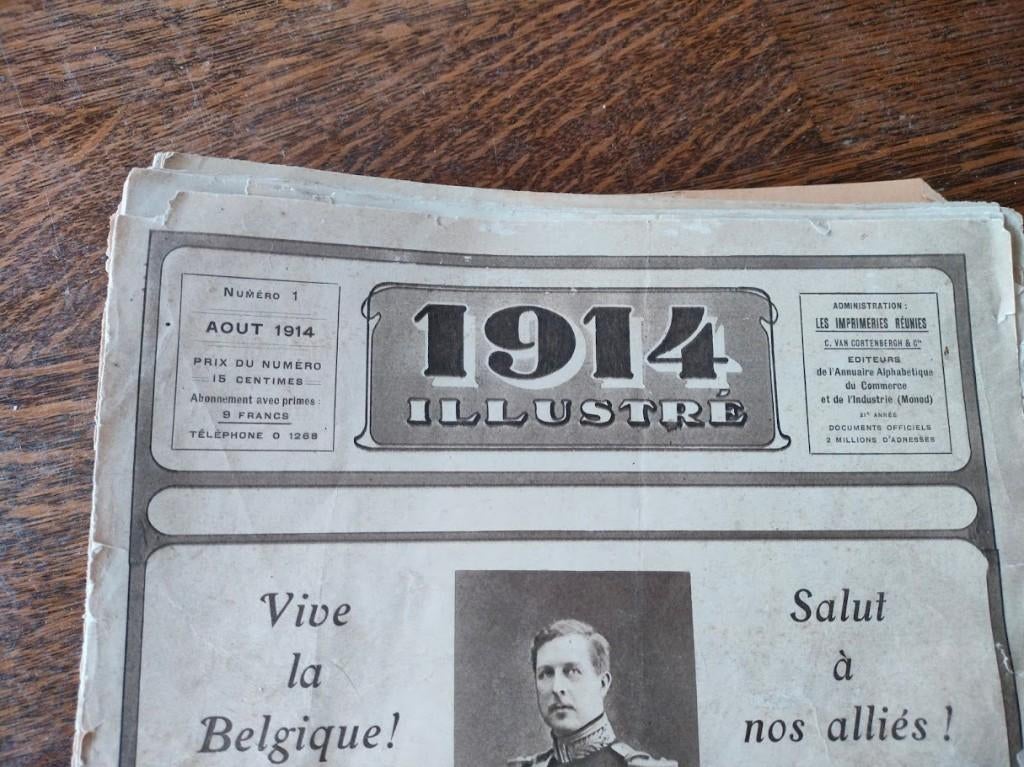 Numéro 1
AOUT 1914
PRIX DU NUMÉRO
15 CENTIMES
Abonnement avec primes :
9 FRANCS
TÉLÉPHONE O 1268
1914
ILLUSTRÉ
ADMINISTRATION :
LES IMPRIMERIES RÉUNIES
C. VAN CORTENBERGH & Cie
EDITEURS
de l'Annuaire Alphabétique
du Commerce
et de l'Industrie (Monod)
21e ANNÉE
DOCUMENTS OFFICIELS
2 MILLIONS D'ADRESSES
Vive
la
Belgique!
Salut
à
nos alliés !